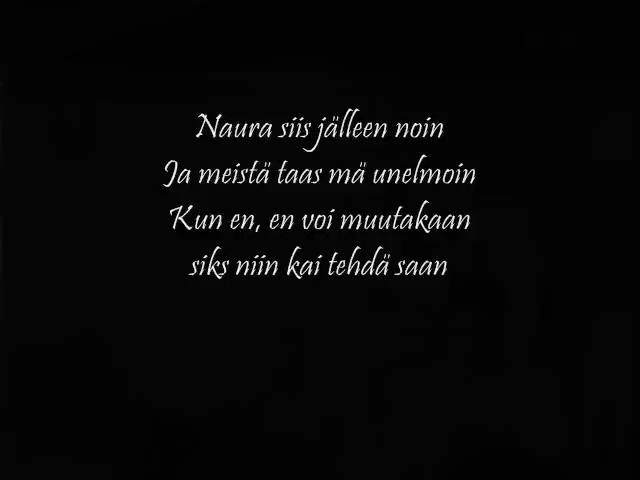 Naura siis jälleen noin
Ja meistä taas mä unelmoin
Kun en, en voi muutakaan
siks niin kai tehdä saan